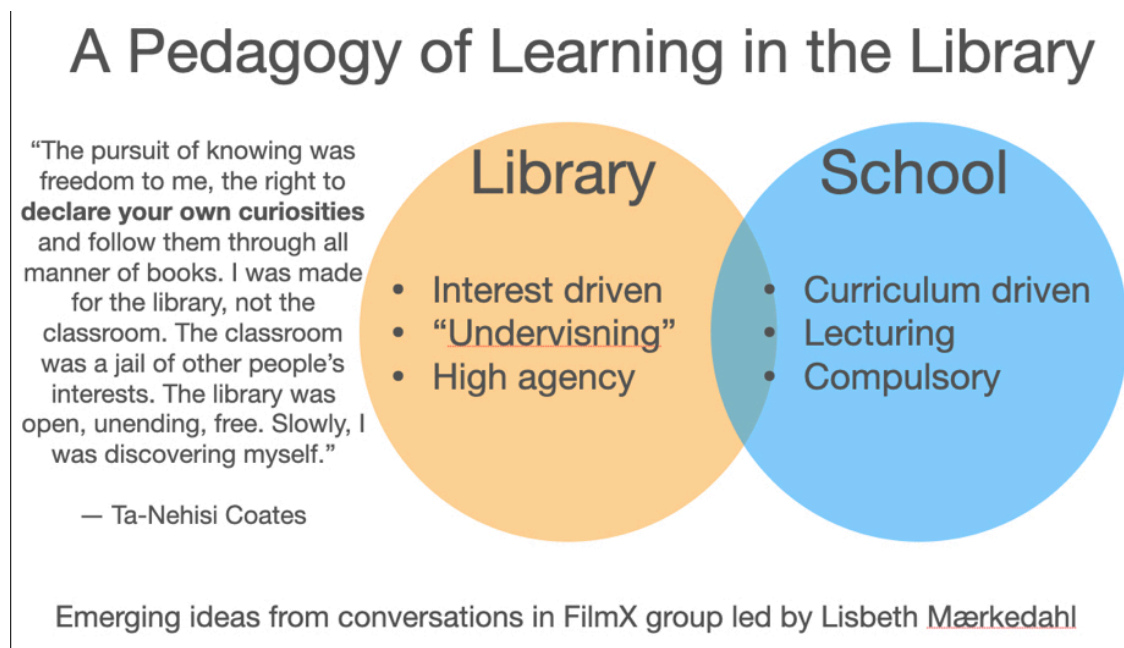 A Pedagogy of Learning in the Library
“The pursuit of knowing was
freedom to me, the right to
declare your own curiosities
and follow them through all
manner of books. I was made
for the library, not the
classroom. The classroom
was a jail of other people’s
interests. The library was
open, unending, free. Slowly, I
was discovering myself.”
— Ta-Nehisi Coates
Library
• Interest driven
• “Undervisning”
• High agency
School
• Curriculum driven
• Lecturing
• Compulsory
Emerging ideas from conversations in FilmX group led by Lisbeth Mærkedahl